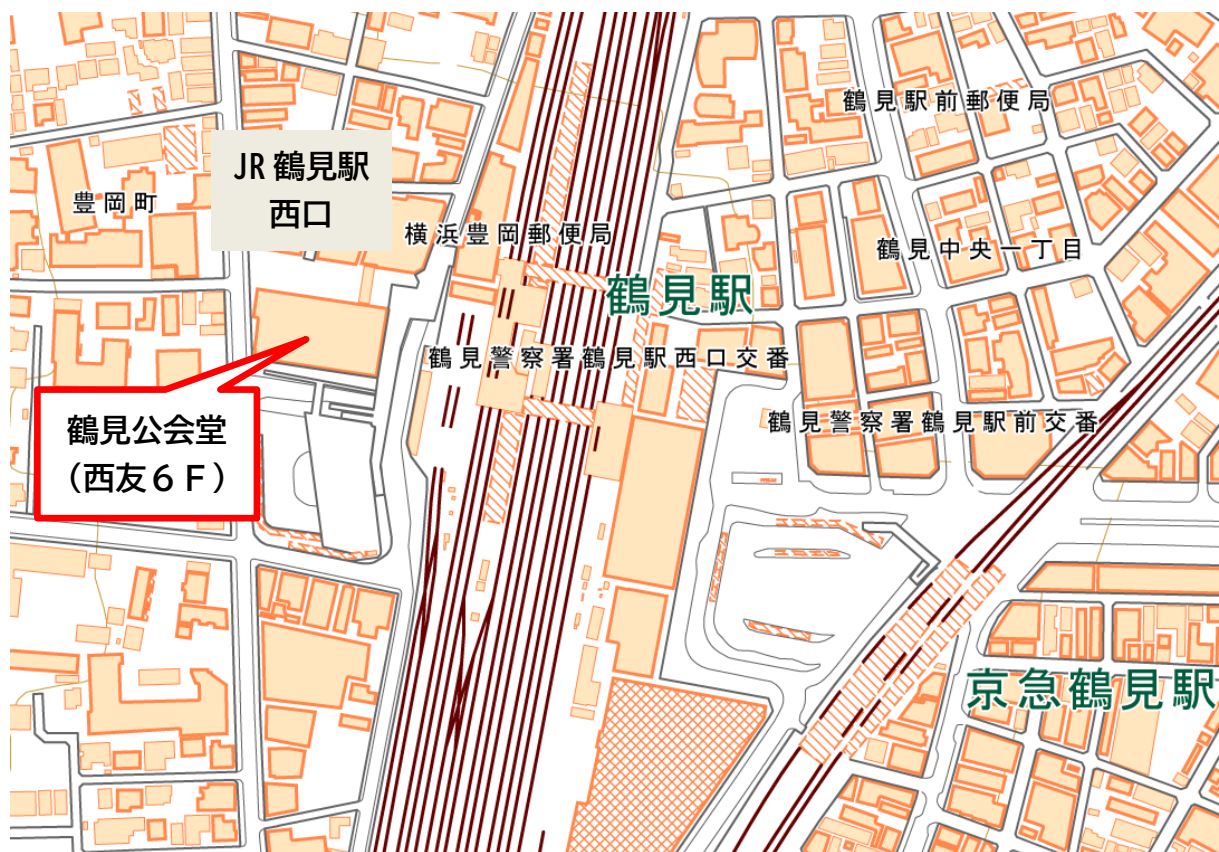 鶴見駅前郵便局
JR 鶴見駅
西口
豊岡町
横浜豊岡郵便局
鶴見中央一丁目
鶴見駅
鶴見警察署鶴見駅西口交番
鶴見公会堂
（西友６Ｆ）
鶴見警察署鶴見駅前交番
京急鶴見駅